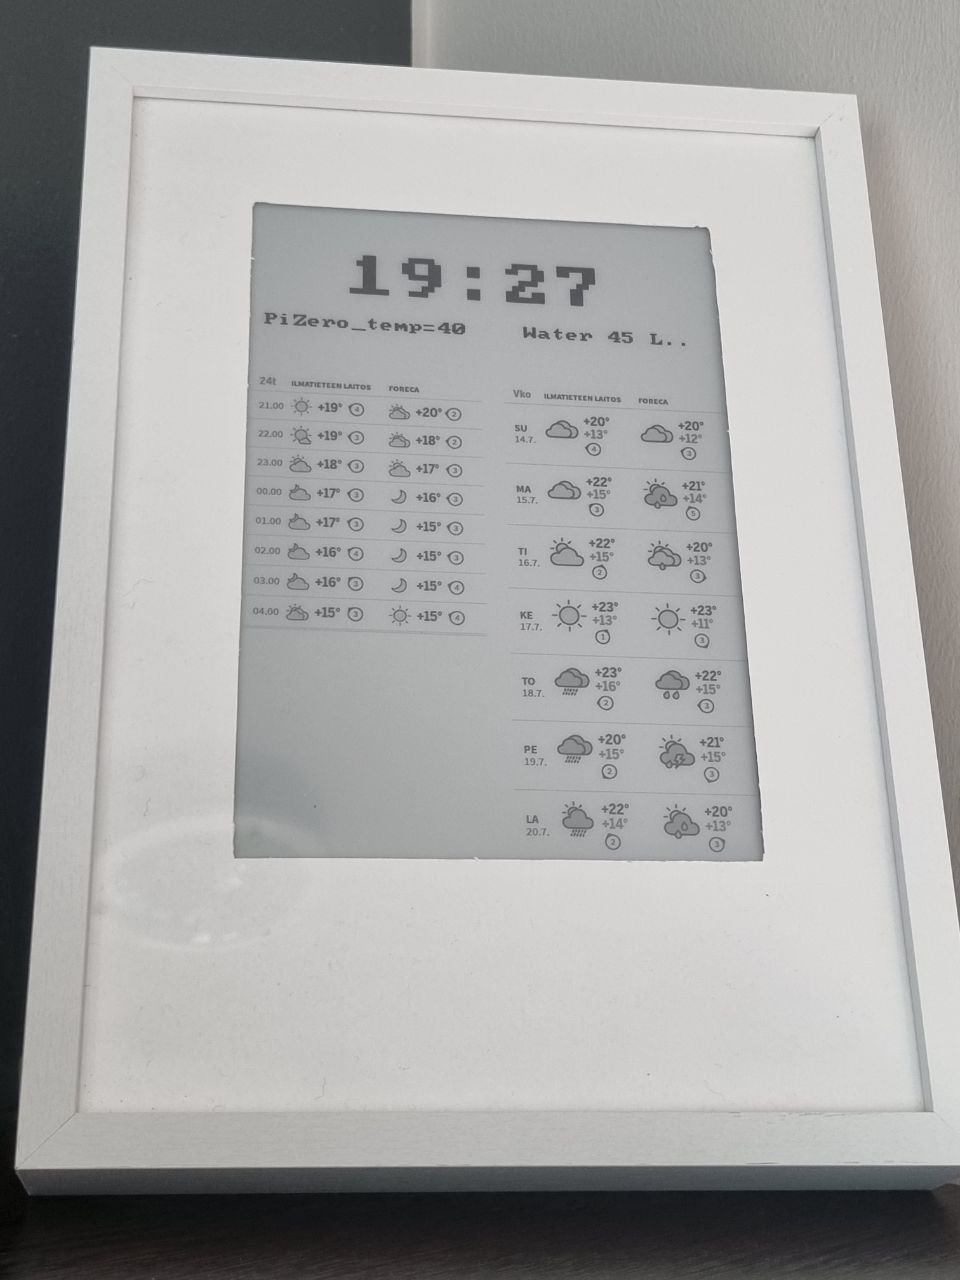 19:27
PiZero_temp=40 Water 45 L..
24t ILMATIETEEN LAITOS FORECA
21.00 +19° 4 +20° 2
22.00 +19° 3 +18° 2
23.00 +18° 3 +17° 3
00.00 +17° 3 +16° 3
01.00 +17° 3 +15° 3
02.00 +16° 4 +15° 3
03.00 +16° 3 +15° 4
04.00 +15° 3 +15° 4
Vko ILMATIETEEN LAITOS FORECA
SU +20° +20°
14.7. +13° +12°
4 3
MA +22° +21°
15.7. +15° +14°
3 5
TI +22° +20°
16.7. +15° +13°
2 3
KE +23° +23°
17.7. +13° +11°
1 3
TO +23° +22°
18.7. +16° +15°
2 3
PE +20° +21°
19.7. +15° +15°
2 3
LA +22° +20°
20.7. +14° +13°
2 3